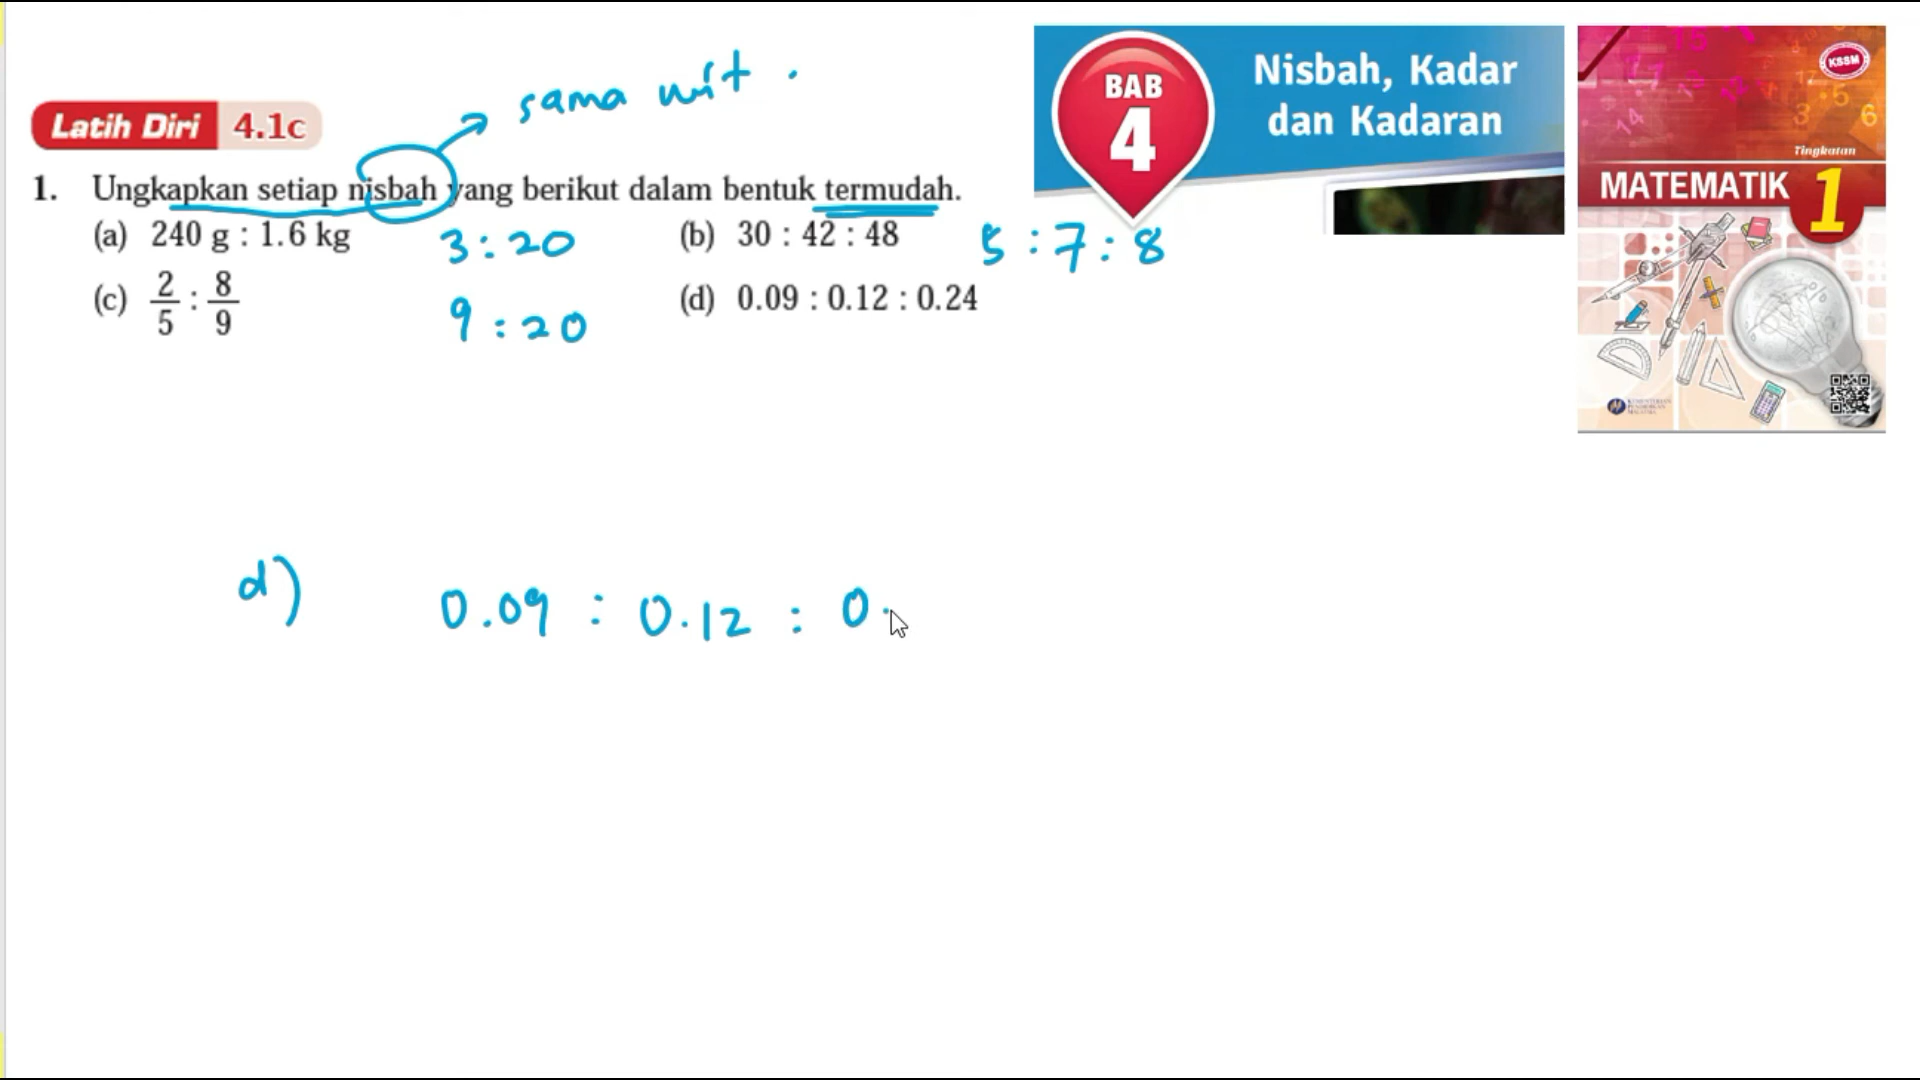 sama unit.
Latih Diri 4.1c
1. Ungkapkan setiap nisbah yang berikut dalam bentuk termudah.
(a) 240 g : 1.6 kg 3 : 20 (b) 30 : 42 : 48 5 : 7 : 8
(c) 2/5 : 8/9 9 : 20 (d) 0.09 : 0.12 : 0.24
d) 0.09 : 0.12 : 0.
BAB
4
Nisbah, Kadar
dan Kadaran
KSSM
Tingkatan
MATEMATIK 1